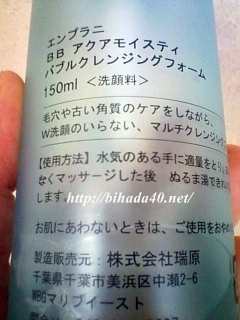 エンプラニ
BB アクアモイスティ
バブルクレンジングフォーム
150ml <洗顔料>
毛穴や古い角質のケアをしながら、
W洗顔のいらない、マルチクレンジング
【使用方法】水気のある手に適量をとり
なくマッサージした後 ぬるま湯できれい
します
http://bihada40.net/
お肌にあわないときは、ご使用をおやめ
製造販売元：株式会社瑞原
千葉県千葉市美浜区中瀬2-6
WBGマリブイースト